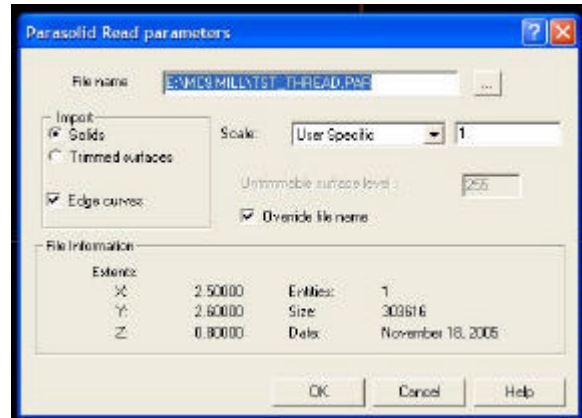 Parasolid Read parameters
File name E:\MC9\MILL\TST_THREAD.PAR ...
Import
Solids
Trimmed surfaces
Edge curves
Scale: User Specific 1
Untrimmable surface level : 255
Override file name
File Information
Extents:
X: 2.50000 Entities: 1
Y: 2.60000 Size: 303616
Z: 0.80000 Date: November 18, 2005
OK Cancel Help